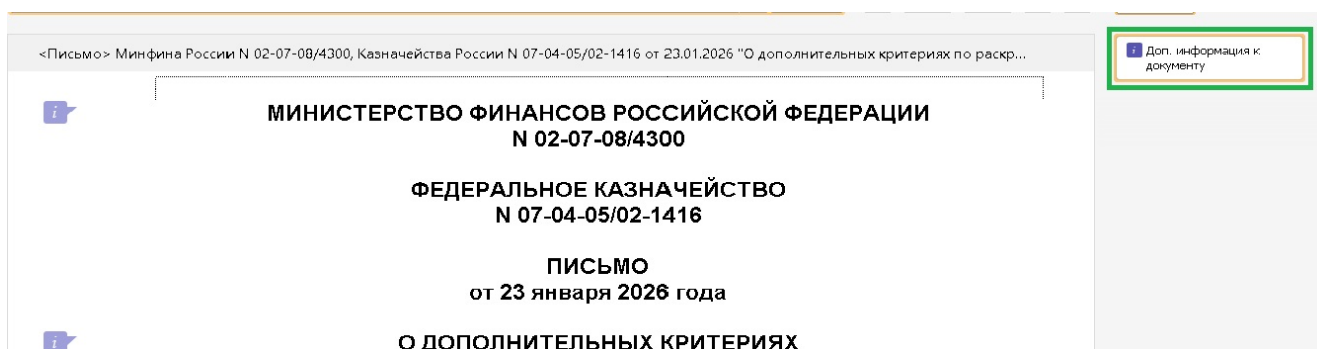 <Письмо> Минфина России N 02-07-08/4300, Казначейства России N 07-04-05/02-1416 от 23.01.2026 "О дополнительных критериях по раскр...
i Доп. информация к
документу
i
МИНИСТЕРСТВО ФИНАНСОВ РОССИЙСКОЙ ФЕДЕРАЦИИ
N 02-07-08/4300
ФЕДЕРАЛЬНОЕ КАЗНАЧЕЙСТВО
N 07-04-05/02-1416
ПИСЬМО
от 23 января 2026 года
i
О ДОПОЛНИТЕЛЬНЫХ КРИТЕРИЯХ